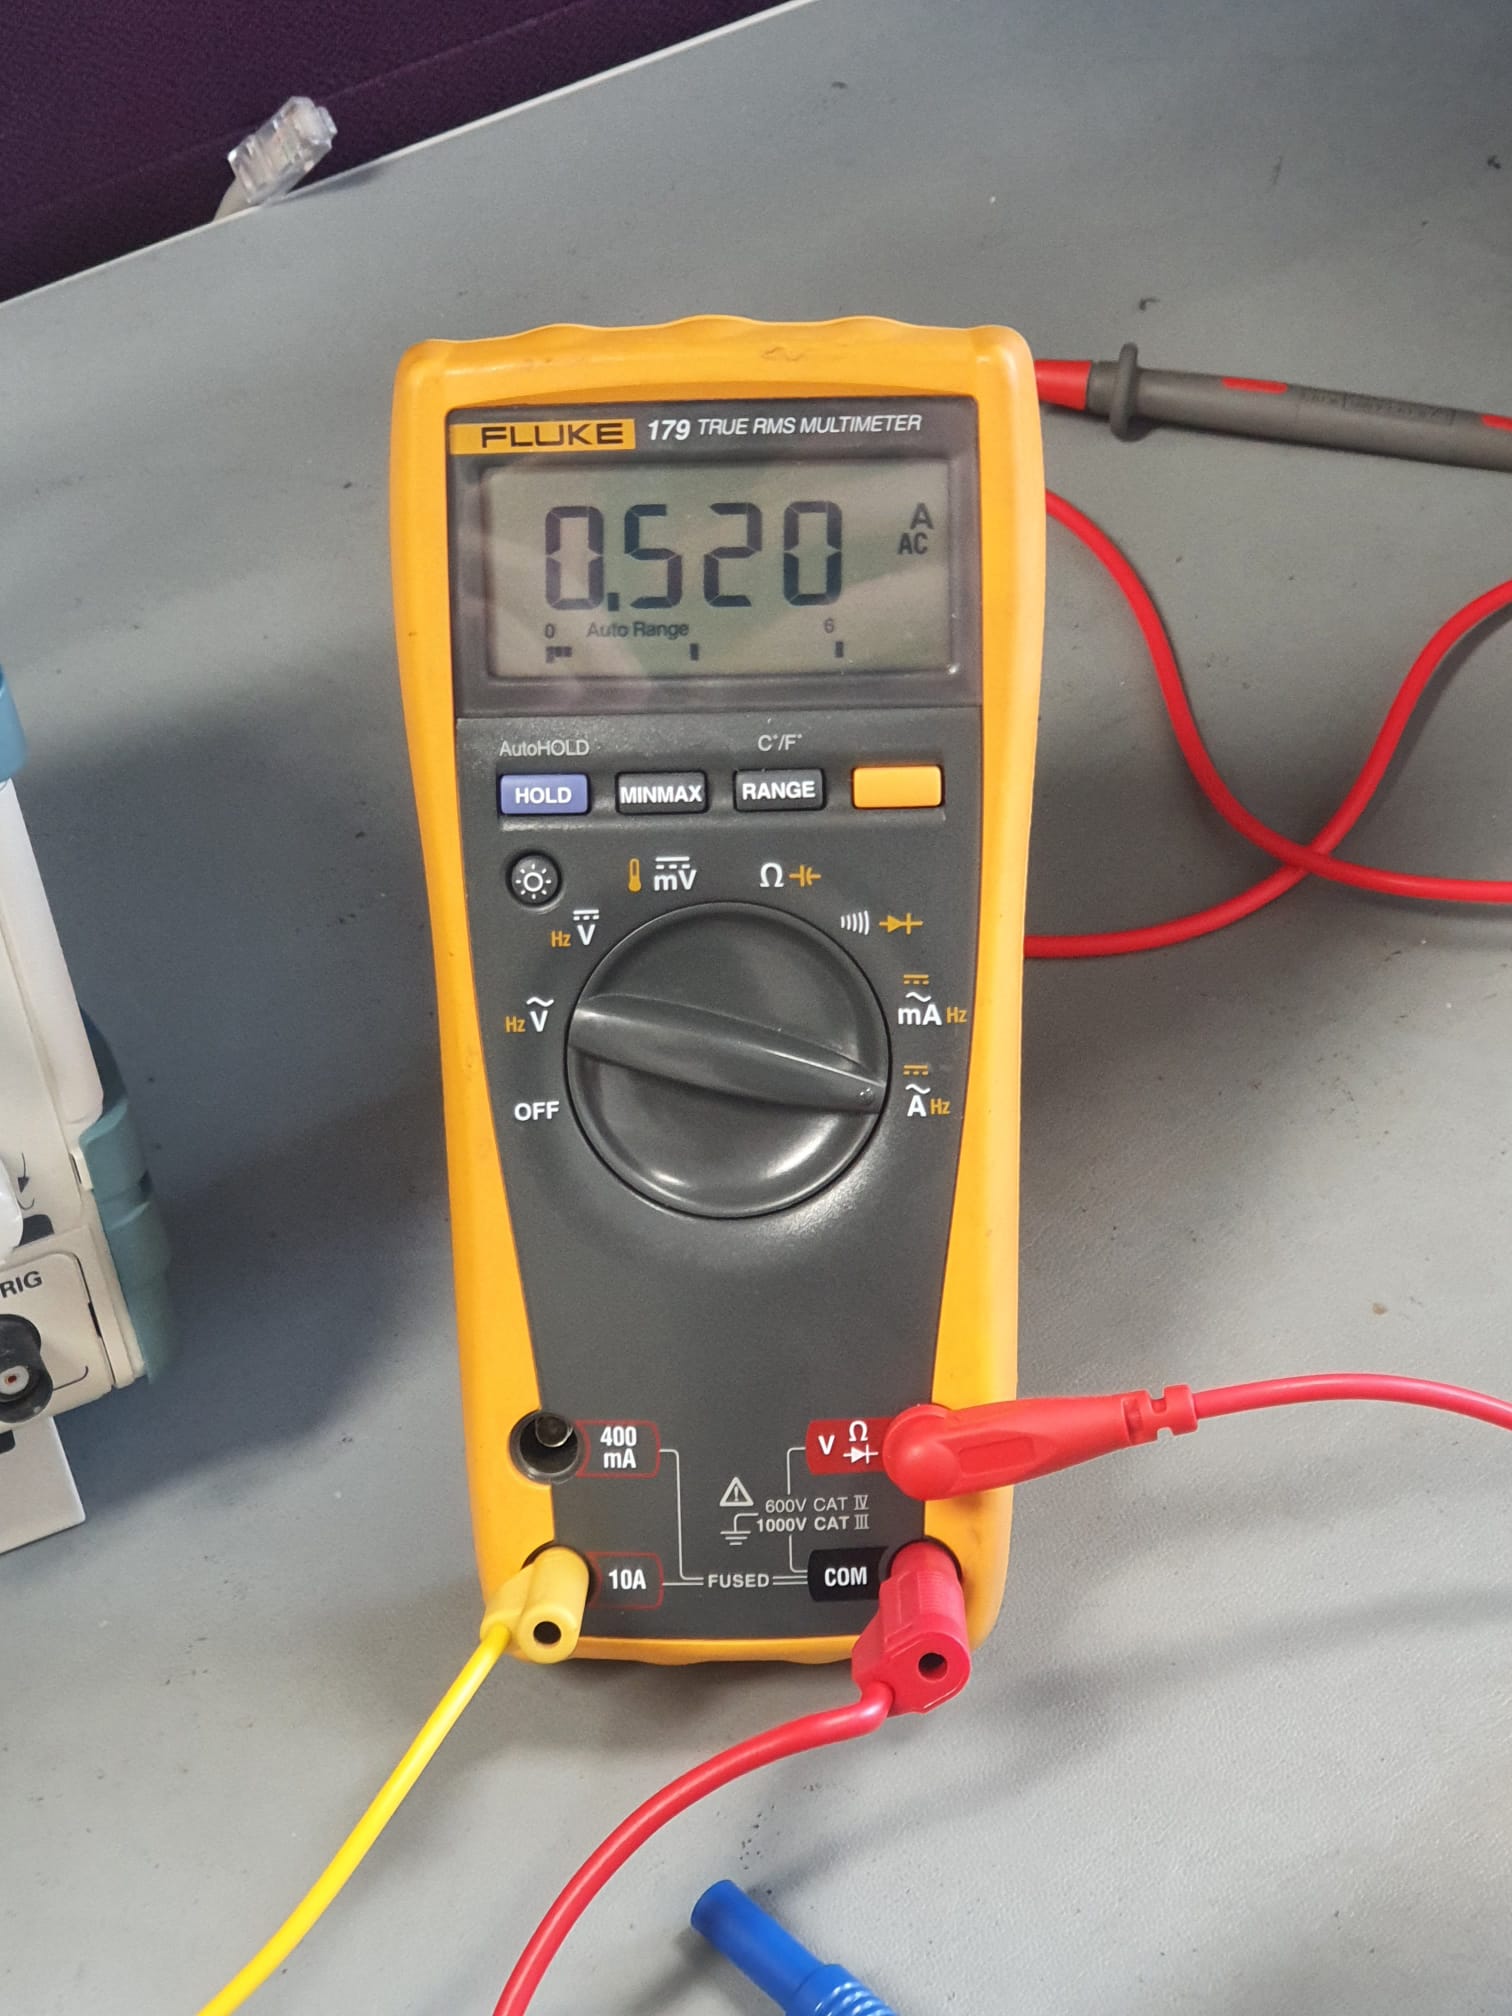 FLUKE 179 TRUE RMS MULTIMETER
0.520 A
AC
0 Auto Range 6
AutoHOLD C°/F°
HOLD MINMAX RANGE
mV Ω
Hz V
Hz V mA Hz
OFF A Hz
400 mA
V Ω
600V CAT IV
1000V CAT III
10A FUSED COM
RIG